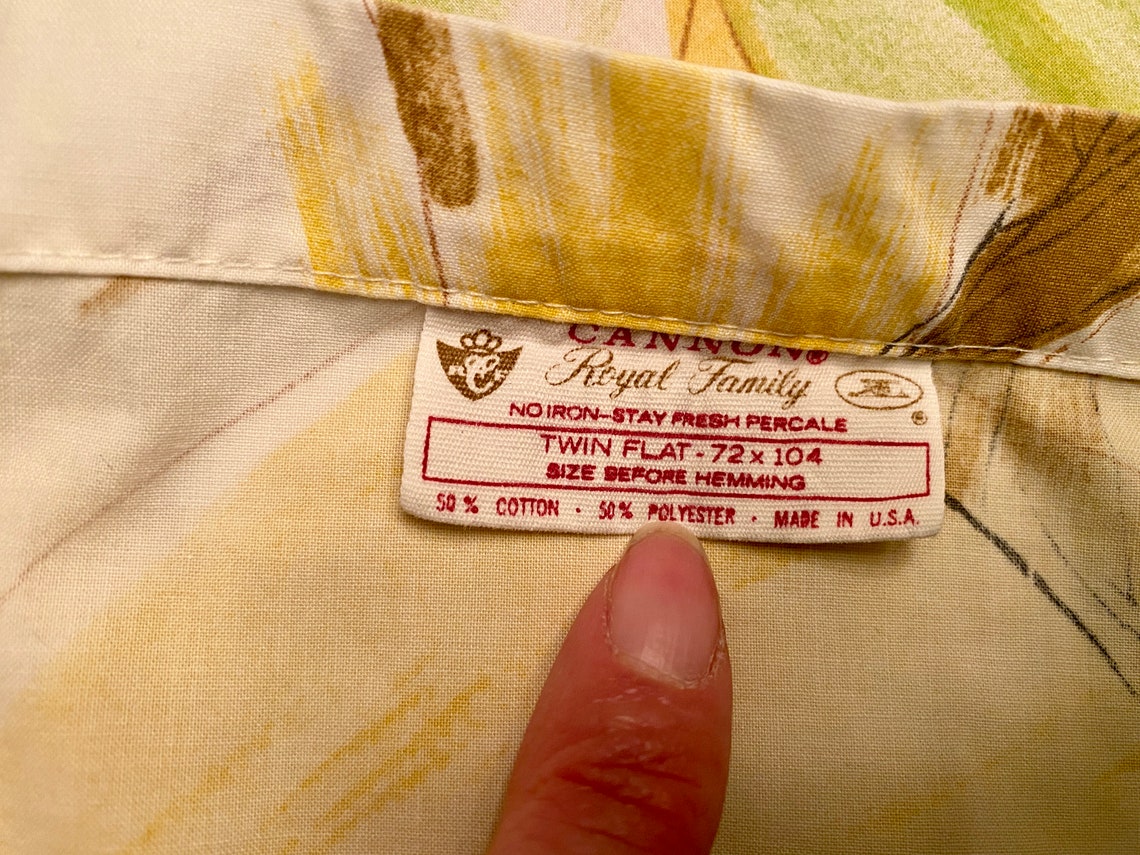 CANNON®
Royal Family
®
NO IRON-STAY FRESH PERCALE
TWIN FLAT - 72 x 104
SIZE BEFORE HEMMING
50% COTTON · 50% POLYESTER · MADE IN U.S.A.